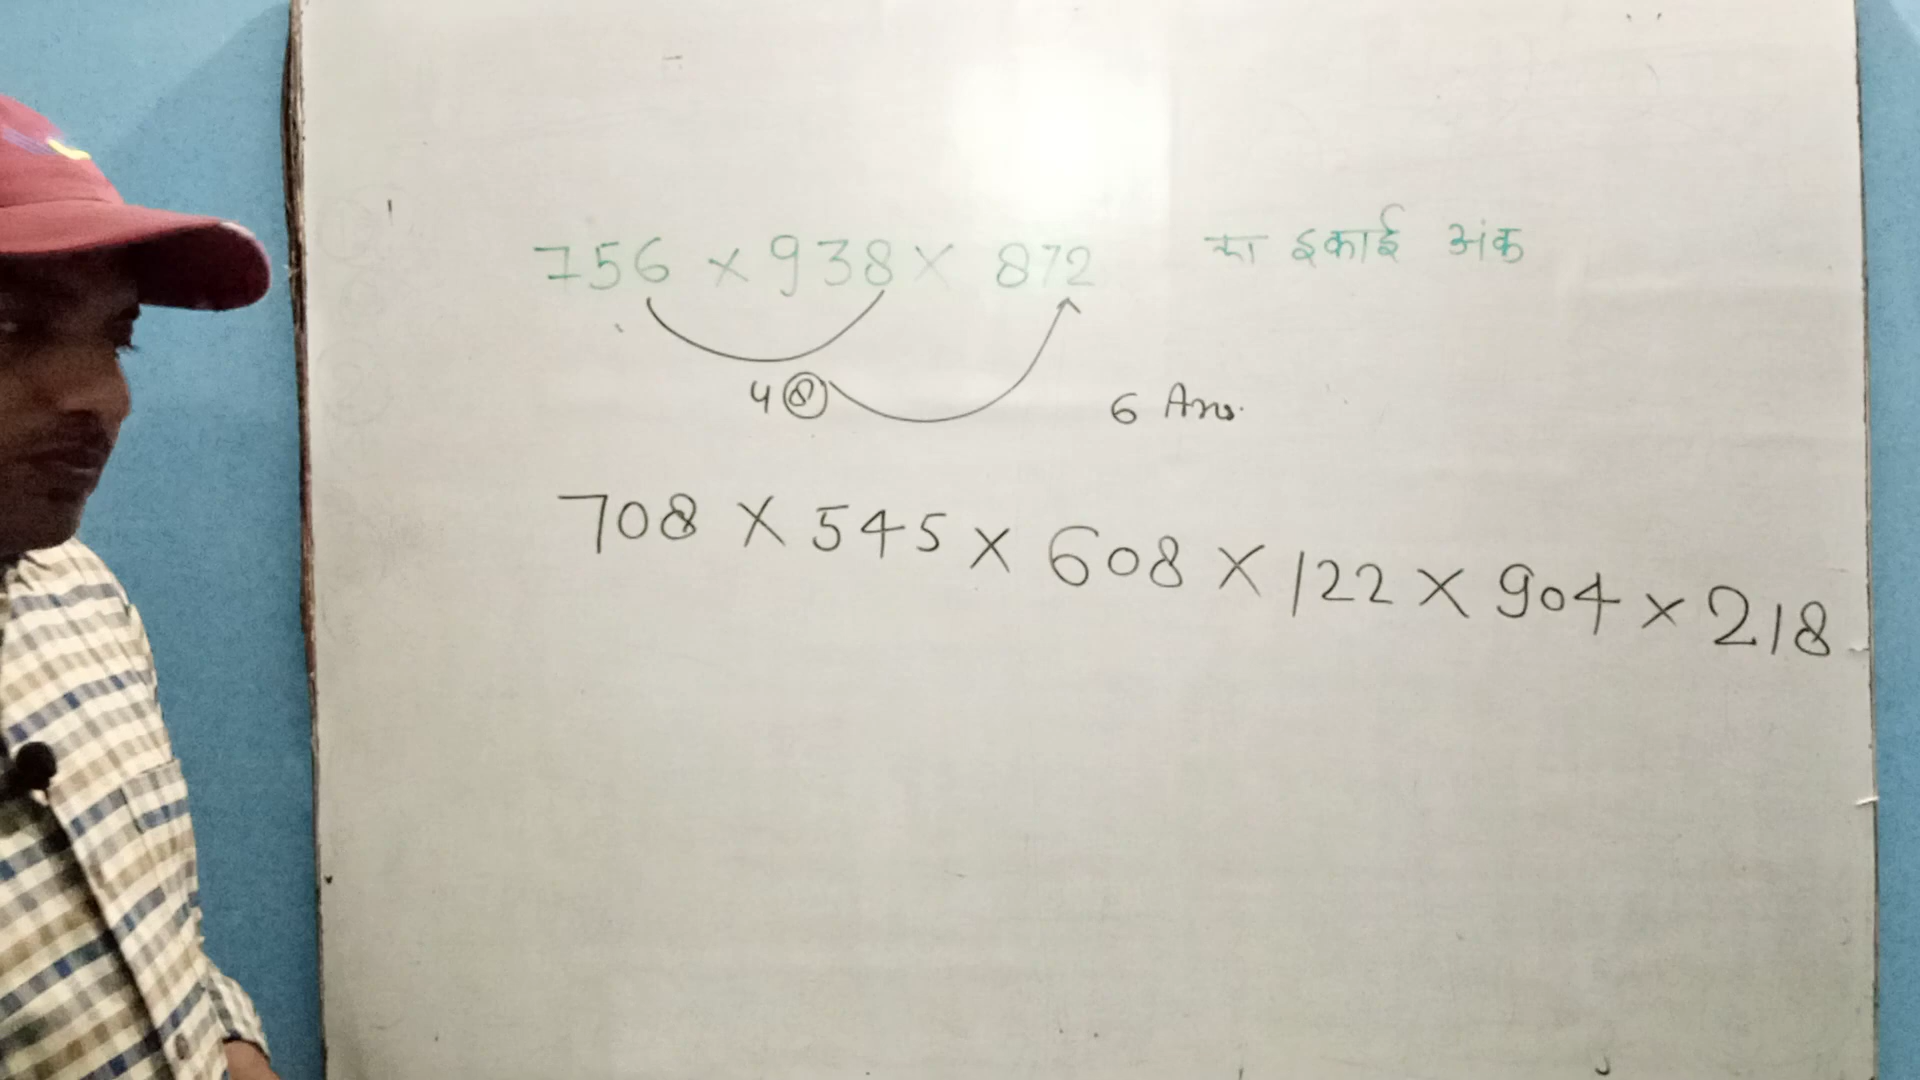 756 × 938 × 872 का इकाई अंक
48 6 Ans.
708 × 545 × 608 × 122 × 904 × 218